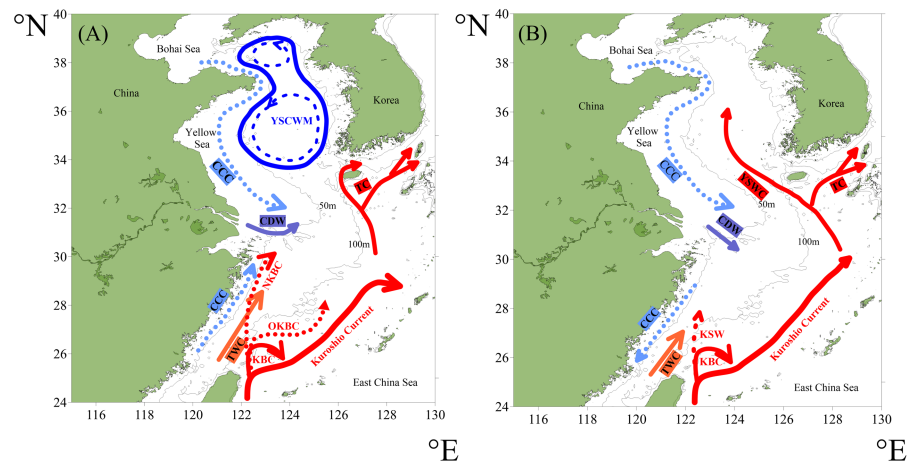 °N
(A)
Bohai Sea
China
Korea
YSCWM
Yellow
Sea
CCC
TC
50m
CDW
100m
NKBC
CCC
OKBC
TWC
KBC
Kuroshio Current
East China Sea
40
38
36
34
32
30
28
26
24
116
118
120
122
124
126
128
130
°E
°N
(B)
Bohai Sea
China
Korea
Yellow
Sea
CCC
YSWC
TC
50m
CDW
100m
CCC
KSW
TWC
KBC
Kuroshio Current
East China Sea
40
38
36
34
32
30
28
26
24
116
118
120
122
124
126
128
130
°E